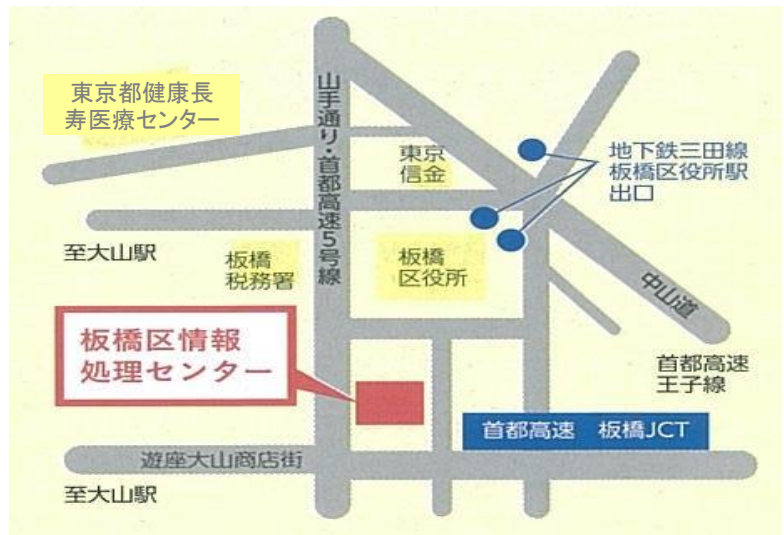 東京都健康長
寿医療センター
山手通り・首都高速5号線
東京
信金
地下鉄三田線
板橋区役所駅
出口
至大山駅
板橋
税務署
板橋
区役所
中山道
板橋区情報
処理センター
首都高速
王子線
首都高速 板橋JCT
遊座大山商店街
至大山駅